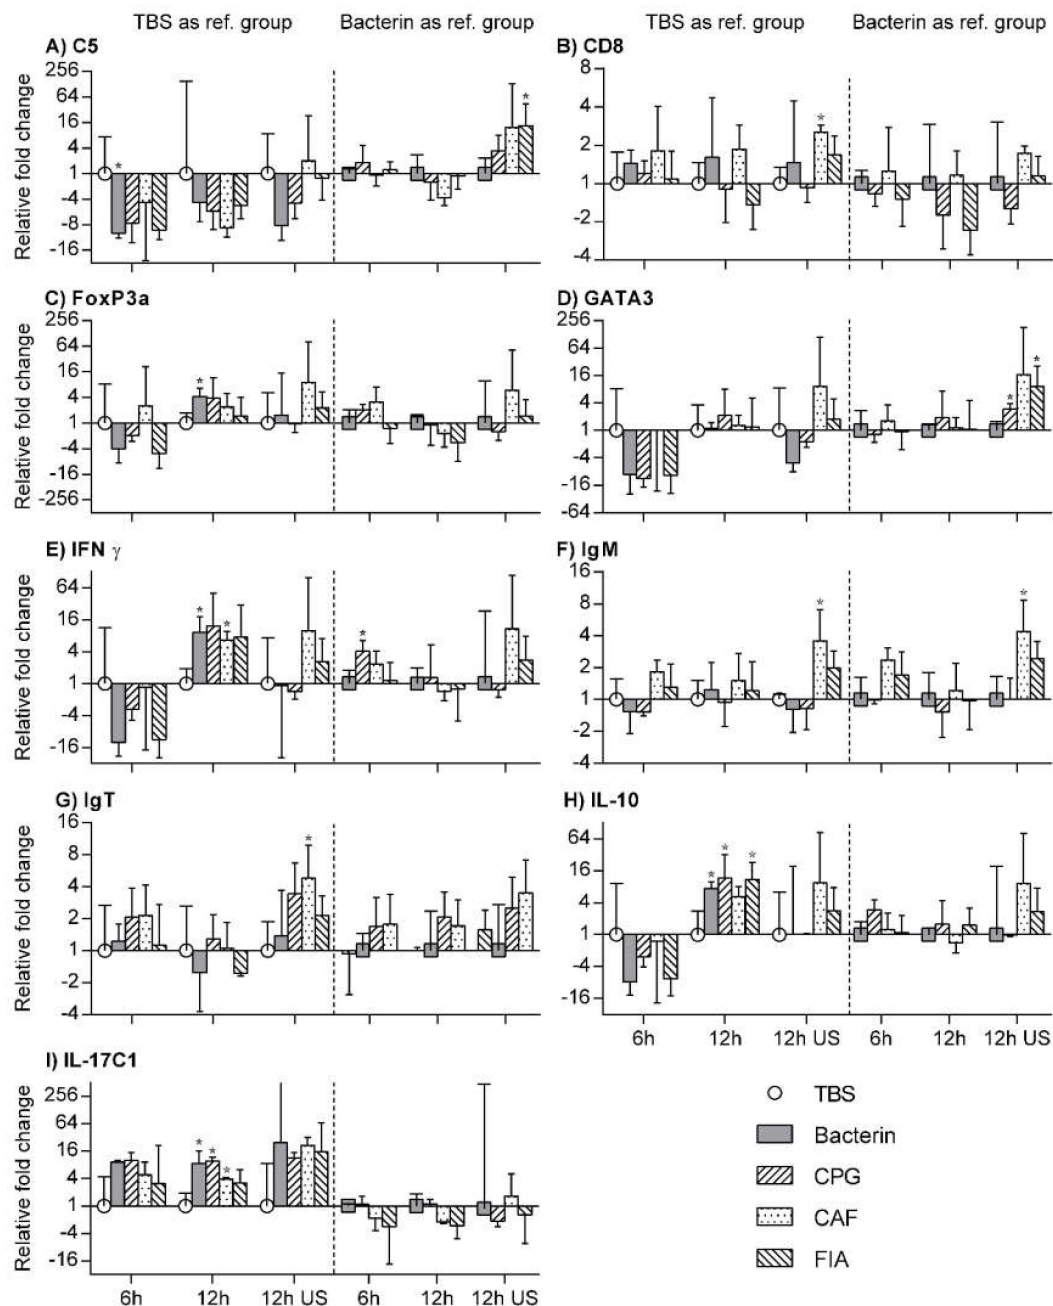 TBS as ref. group Bacterin as ref. group TBS as ref. group Bacterin as ref. group
A) C5
Relative fold change
256
64
16
4
1
-4
-8
-16
B) CD8
8
4
2
1
-2
-4
C) FoxP3a
Relative fold change
256
64
16
4
1
-4
-16
-256
D) GATA3
256
64
16
4
1
-4
-16
-64
E) IFN γ
Relative fold change
64
16
4
1
-4
-16
F) IgM
16
8
4
2
1
-2
-4
G) IgT
Relative fold change
16
8
4
2
1
-2
-4
H) IL-10
64
16
4
1
-4
-16
6h 12h 12h US 6h 12h 12h US
I) IL-17C1
Relative fold change
256
64
16
4
1
-4
-16
6h 12h 12h US 6h 12h 12h US
TBS
Bacterin
CPG
CAF
FIA